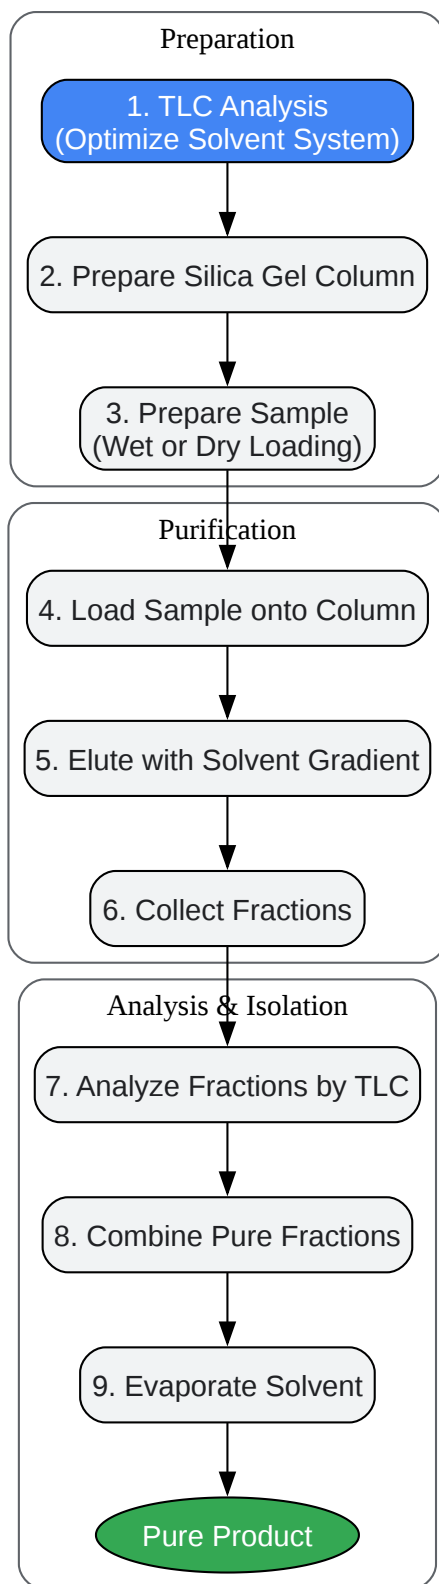 Preparation
1. TLC Analysis
(Optimize Solvent System)
2. Prepare Silica Gel Column
3. Prepare Sample
(Wet or Dry Loading)
Purification
4. Load Sample onto Column
5. Elute with Solvent Gradient
6. Collect Fractions
Analysis & Isolation
7. Analyze Fractions by TLC
8. Combine Pure Fractions
9. Evaporate Solvent
Pure Product